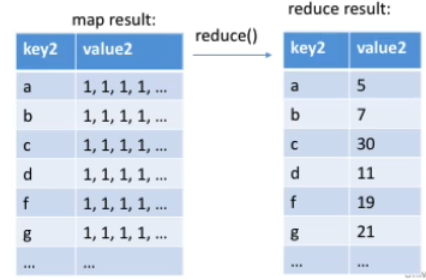 map result:
key2 value2
a 1, 1, 1, 1, ...
b 1, 1, 1, 1, ...
c 1, 1, 1, 1, ...
d 1, 1, 1, 1, ...
f 1, 1, 1, 1, ...
g 1, 1, 1, 1, ...
... ...
reduce()
reduce result:
key2 value2
a 5
b 7
c 30
d 11
f 19
g 21
... ...